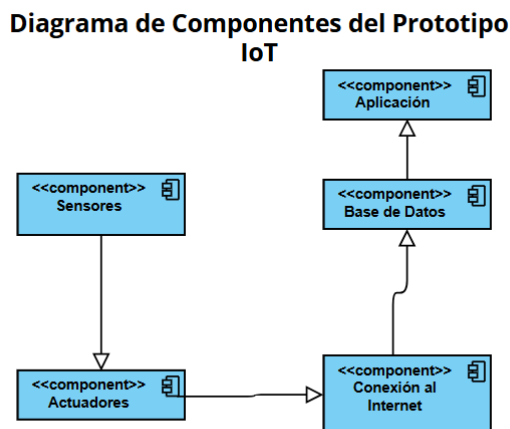 Diagrama de Componentes del Prototipo
IoT
<<component>>
Aplicación
<<component>>
Sensores
<<component>>
Base de Datos
<<component>>
Actuadores
<<component>>
Conexión al
Internet